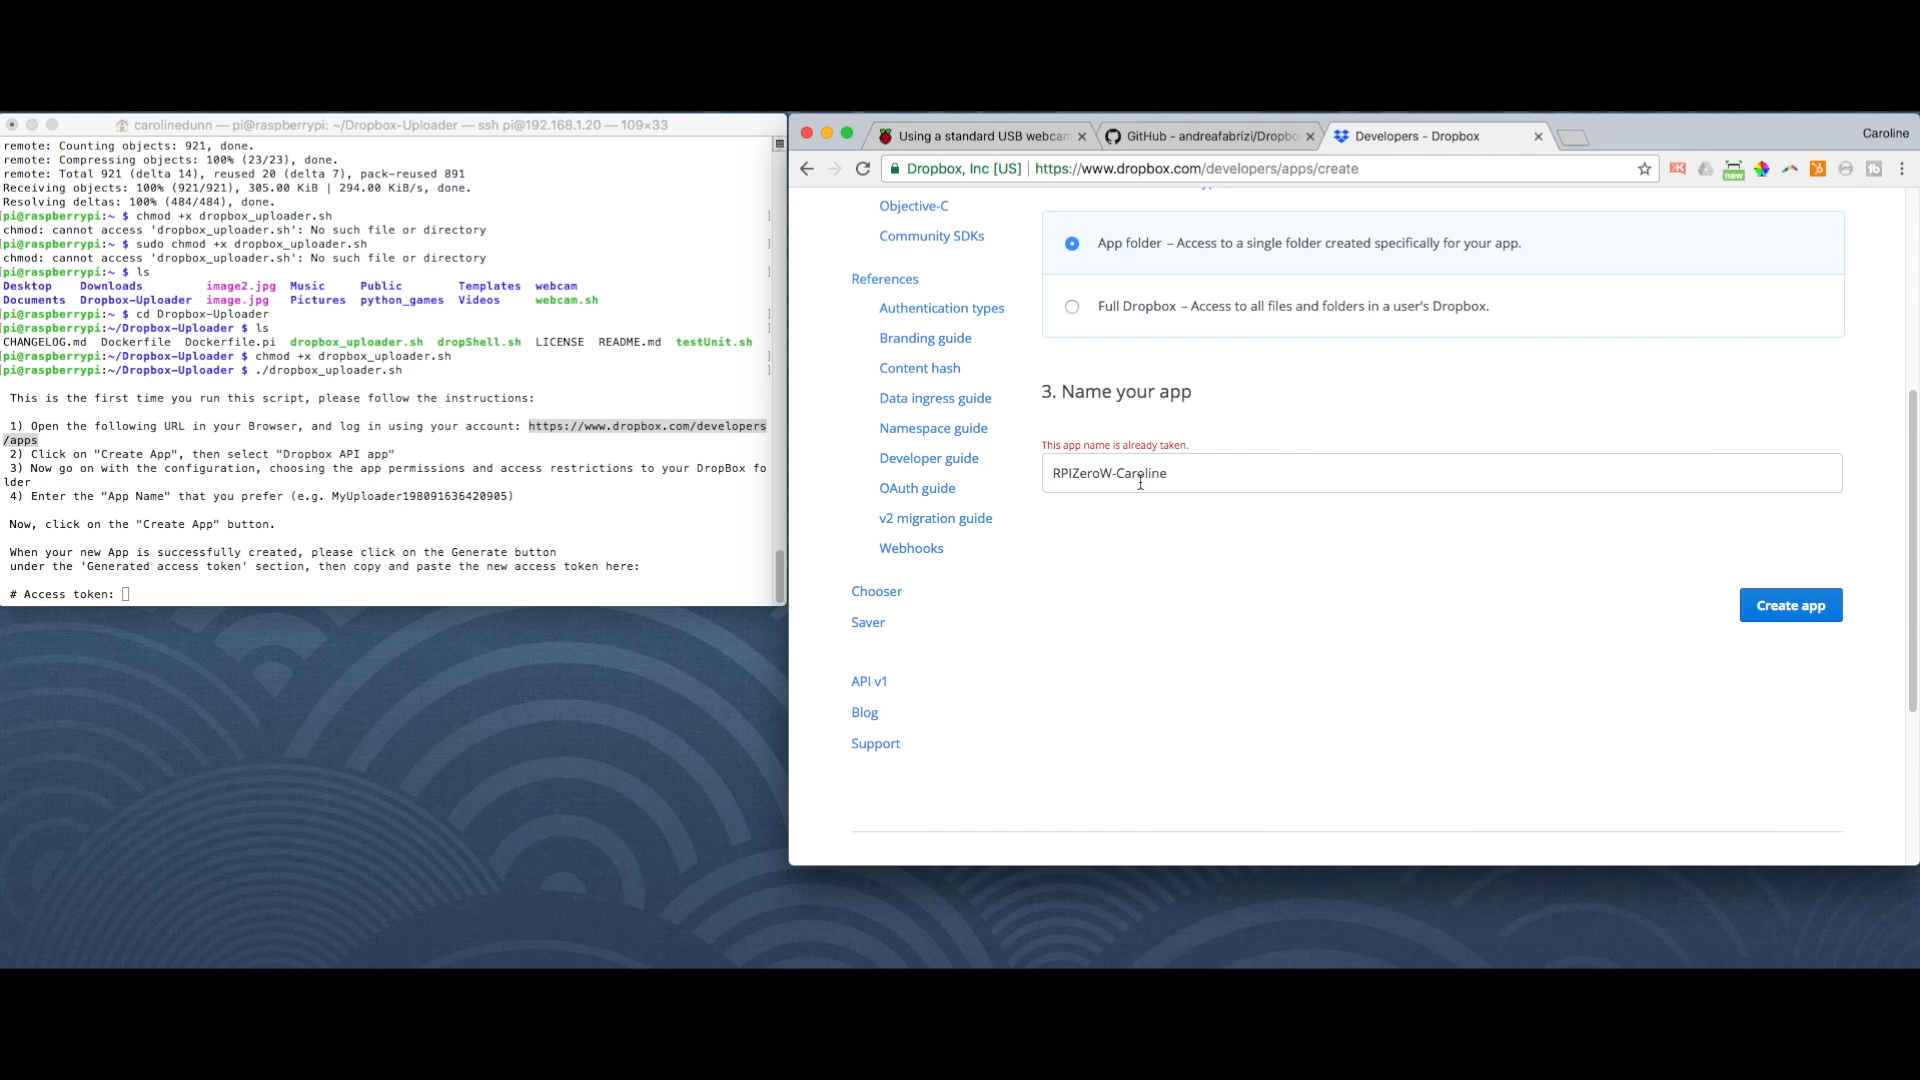 carolinedunn — pi@raspberrypi: ~/Dropbox-Uploader — ssh pi@192.168.1.20 — 109×33
remote: Counting objects: 921, done.
remote: Compressing objects: 100% (23/23), done.
remote: Total 921 (delta 14), reused 20 (delta 7), pack-reused 891
Receiving objects: 100% (921/921), 305.00 KiB | 294.00 KiB/s, done.
Resolving deltas: 100% (484/484), done.
[pi@raspberrypi:~ $ chmod +x dropbox_uploader.sh ]
chmod: cannot access 'dropbox_uploader.sh': No such file or directory
[pi@raspberrypi:~ $ sudo chmod +x dropbox_uploader.sh ]
chmod: cannot access 'dropbox_uploader.sh': No such file or directory
[pi@raspberrypi:~ $ ls ]
Desktop Downloads image2.jpg Music Public Templates webcam
Documents Dropbox-Uploader image.jpg Pictures python_games Videos webcam.sh
[pi@raspberrypi:~ $ cd Dropbox-Uploader ]
[pi@raspberrypi:~/Dropbox-Uploader $ ls ]
CHANGELOG.md Dockerfile Dockerfile.pi dropbox_uploader.sh dropShell.sh LICENSE README.md testUnit.sh
[pi@raspberrypi:~/Dropbox-Uploader $ chmod +x dropbox_uploader.sh ]
[pi@raspberrypi:~/Dropbox-Uploader $ ./dropbox_uploader.sh ]
This is the first time you run this script, please follow the instructions:
1) Open the following URL in your Browser, and log in using your account: https://www.dropbox.com/developers
/apps
2) Click on "Create App", then select "Dropbox API app"
3) Now go on with the configuration, choosing the app permissions and access restrictions to your DropBox fo
lder
4) Enter the "App Name" that you prefer (e.g. MyUploader198091636420905)
Now, click on the "Create App" button.
When your new App is successfully created, please click on the Generate button
under the 'Generated access token' section, then copy and paste the new access token here:
# Access token:
Using a standard USB webcam
GitHub - andreafabrizi/Dropbo
Developers - Dropbox
Caroline
Dropbox, Inc [US] | https://www.dropbox.com/developers/apps/create
new
Objective-C
Community SDKs
References
Authentication types
Branding guide
Content hash
Data ingress guide
Namespace guide
Developer guide
OAuth guide
v2 migration guide
Webhooks
Chooser
Saver
API v1
Blog
Support
App folder – Access to a single folder created specifically for your app.
Full Dropbox – Access to all files and folders in a user's Dropbox.
3. Name your app
This app name is already taken.
RPIZeroW-Caroline
Create app